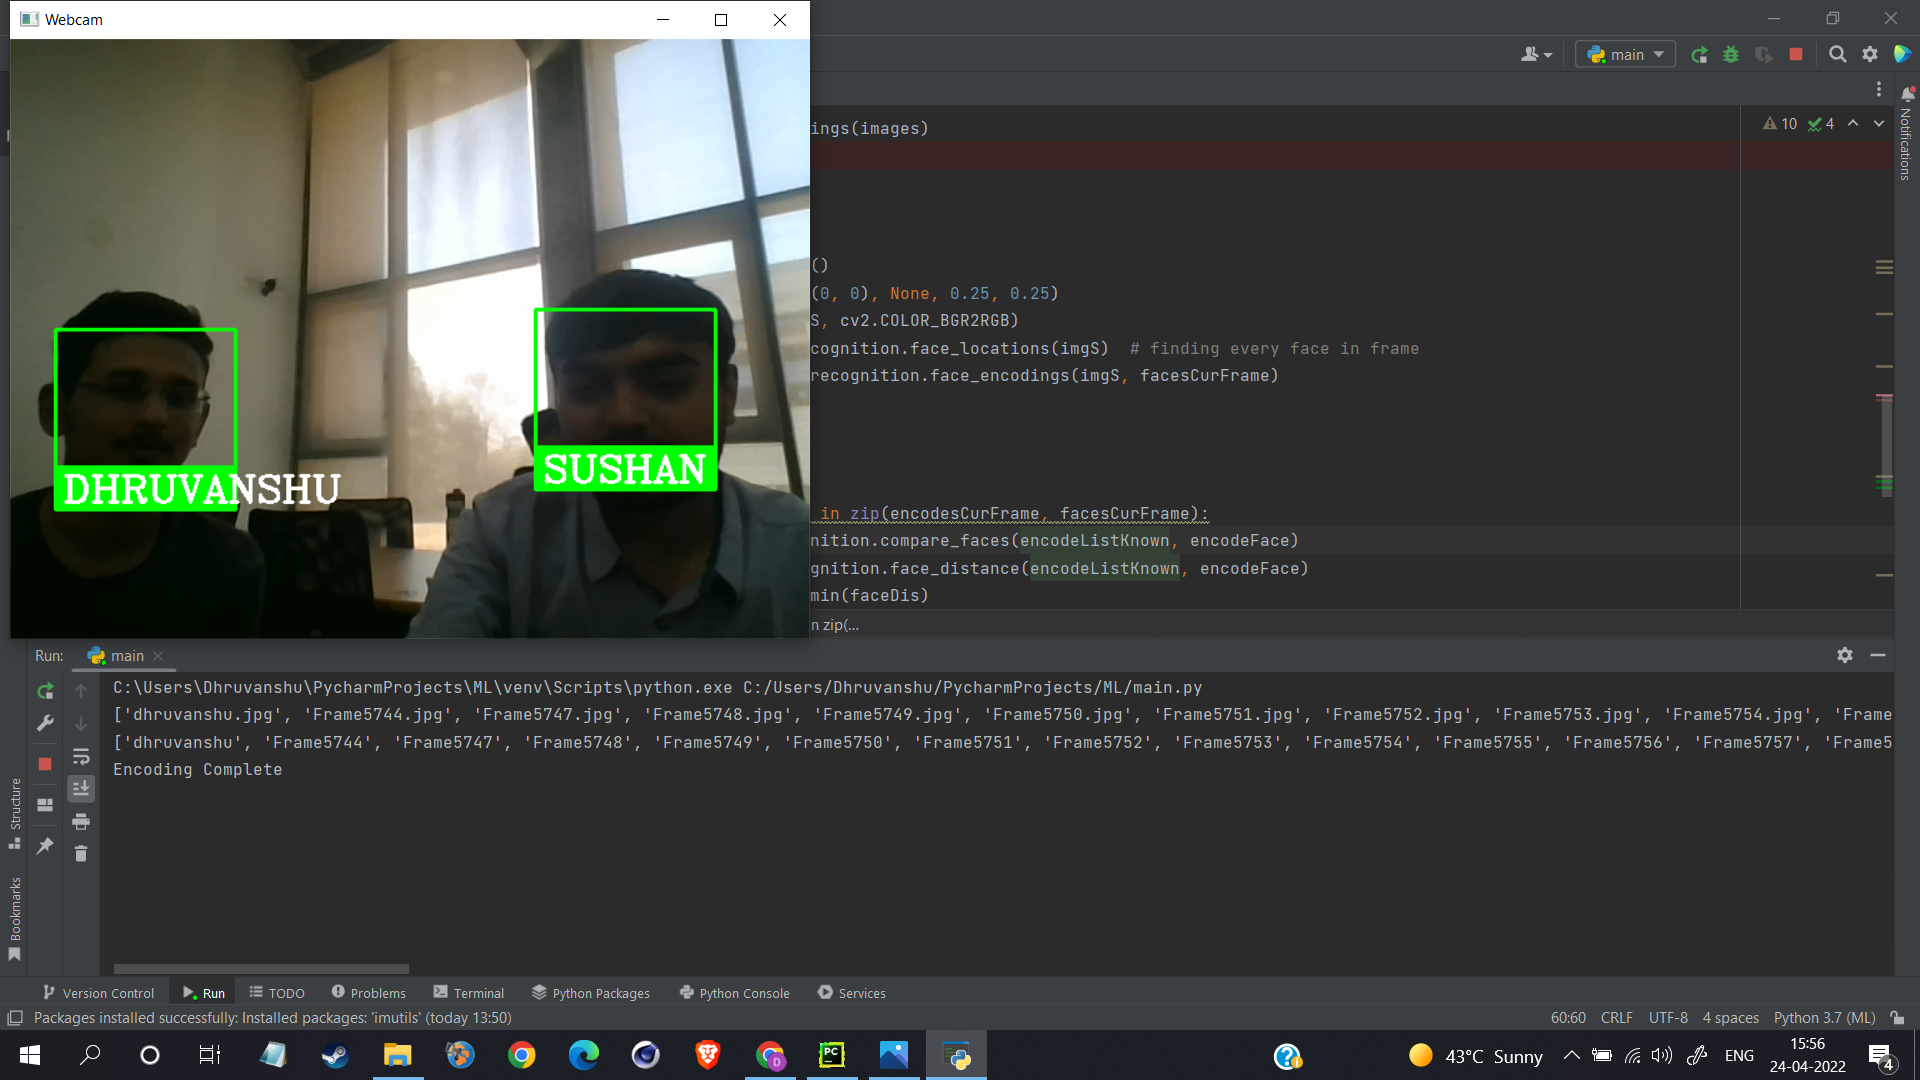 Webcam
DHRUVANSHU
SUSHAN
main
10
4
Notifications
ings(images)
()
(0, 0), None, 0.25, 0.25)
S, cv2.COLOR_BGR2RGB)
cognition.face_locations(imgS)  # finding every face in frame
recognition.face_encodings(imgS, facesCurFrame)
in zip(encodesCurFrame, facesCurFrame):
nition.compare_faces(encodeListKnown, encodeFace)
gnition.face_distance(encodeListKnown, encodeFace)
min(faceDis)
n zip(...
Run: main
C:\Users\Dhruvanshu\PycharmProjects\ML\venv\Scripts\python.exe C:/Users/Dhruvanshu/PycharmProjects/ML/main.py
['dhruvanshu.jpg', 'Frame5744.jpg', 'Frame5747.jpg', 'Frame5748.jpg', 'Frame5749.jpg', 'Frame5750.jpg', 'Frame5751.jpg', 'Frame5752.jpg', 'Frame5753.jpg', 'Frame5754.jpg', 'Frame
['dhruvanshu', 'Frame5744', 'Frame5747', 'Frame5748', 'Frame5749', 'Frame5750', 'Frame5751', 'Frame5752', 'Frame5753', 'Frame5754', 'Frame5755', 'Frame5756', 'Frame5757', 'Frame5
Encoding Complete
Structure
Bookmarks
Version Control Run TODO Problems Terminal Python Packages Python Console Services
Packages installed successfully: Installed packages: 'imutils' (today 13:50) 60:60 CRLF UTF-8 4 spaces Python 3.7 (ML)
D
PC
43°C Sunny ENG
15:56
24-04-2022
4